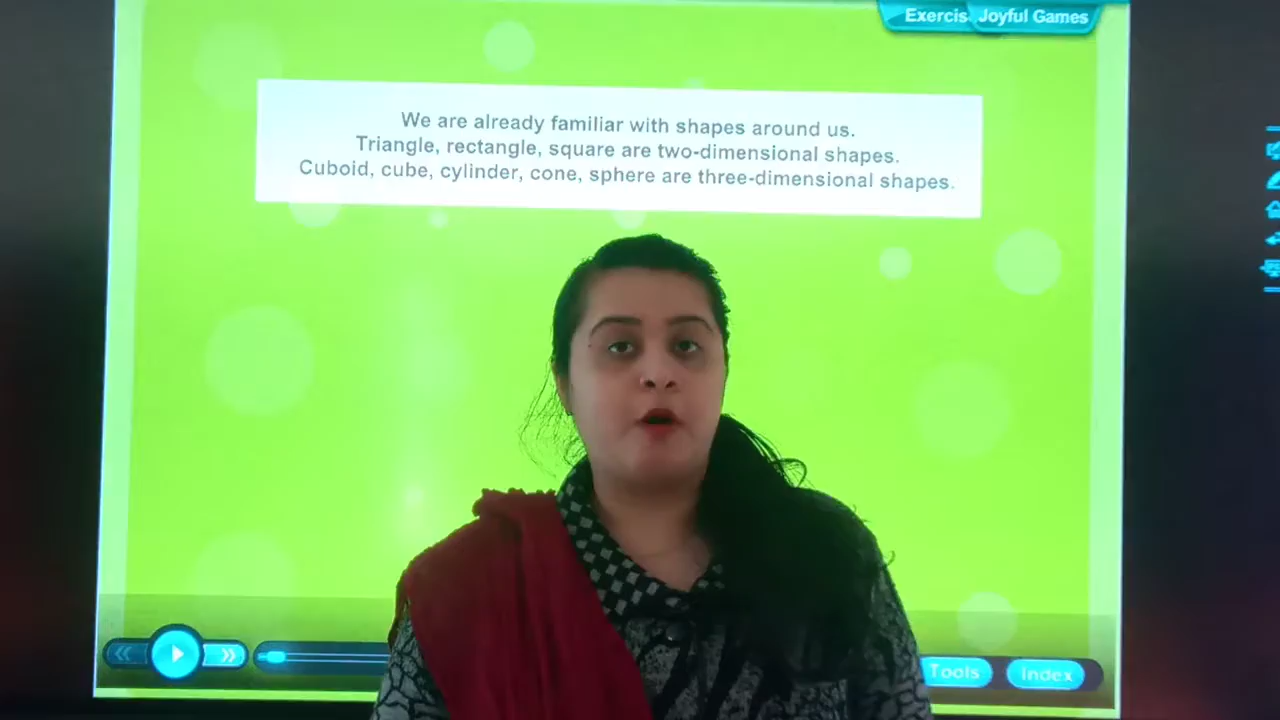 Exercis Joyful Games
We are already familiar with shapes around us.
Triangle, rectangle, square are two-dimensional shapes.
Cuboid, cube, cylinder, cone, sphere are three-dimensional shapes.
Tools Index